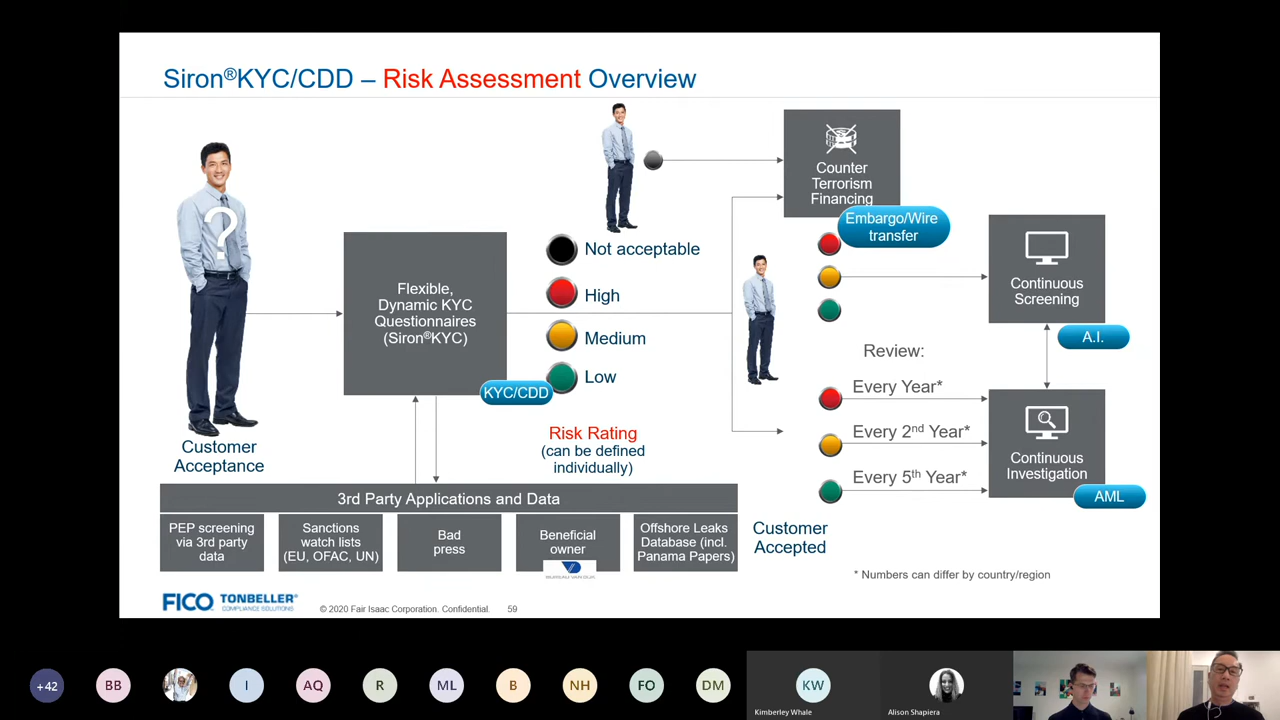 Siron®KYC/CDD – Risk Assessment Overview
?
Customer
Acceptance
Flexible,
Dynamic KYC
Questionnaires
(Siron®KYC)
KYC/CDD
Not acceptable
High
Medium
Low
Risk Rating
(can be defined
individually)
Counter
Terrorism
Financing
Embargo/Wire
transfer
Continuous
Screening
A.I.
Review:
Every Year*
Every 2nd Year*
Every 5th Year*
Continuous
Investigation
AML
Customer
Accepted
* Numbers can differ by country/region
3rd Party Applications and Data
PEP screening
via 3rd party
data
Sanctions
watch lists
(EU, OFAC, UN)
Bad
press
Beneficial
owner
BUREAU VAN DIJK
Offshore Leaks
Database (incl.
Panama Papers)
FICO TONBELLER®
COMPLIANCE SOLUTIONS
© 2020 Fair Isaac Corporation. Confidential.
59
+42
BB
I
AQ
R
ML
B
NH
FO
DM
KW
Kimberley Whale
Alison Shapiera